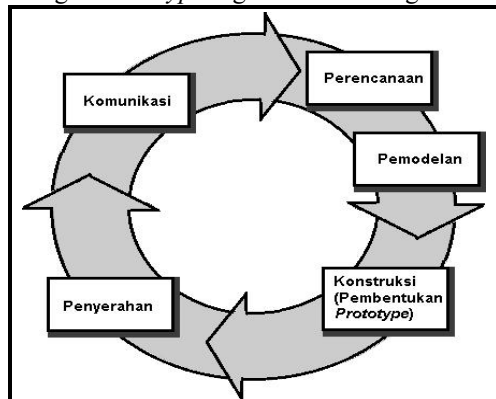 Komunikasi
Perencanaan
Pemodelan
Konstruksi
(Pembentukan
Prototype)
Penyerahan